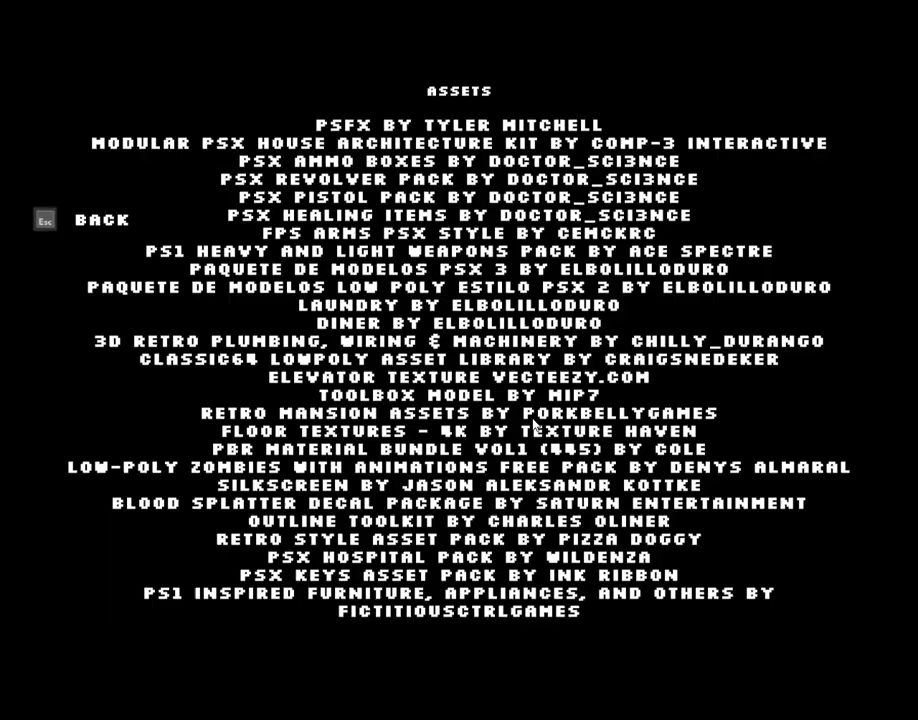 ASSETS
PSFX BY TYLER MITCHELL
MODULAR PSX HOUSE ARCHITECTURE KIT BY COMP-3 INTERACTIVE
PSX AMMO BOXES BY DOCTOR_SCI3NCE
PSX REVOLVER PACK BY DOCTOR_SCI3NCE
PSX PISTOL PACK BY DOCTOR_SCI3NCE
PSX HEALING ITEMS BY DOCTOR_SCI3NCE
Esc BACK
FPS ARMS PSX STYLE BY CEMCKRC
PS1 HEAVY AND LIGHT WEAPONS PACK BY ACE SPECTRE
PAQUETE DE MODELOS PSX 3 BY ELBOLILLODURO
PAQUETE DE MODELOS LOW POLY ESTILO PSX 2 BY ELBOLILLODURO
LAUNDRY BY ELBOLILLODURO
DINER BY ELBOLILLODURO
3D RETRO PLUMBING, WIRING & MACHINERY BY CHILLY_DURANGO
CLASSIC64 LOWPOLY ASSET LIBRARY BY CRAIGSNEDEKER
ELEVATOR TEXTURE VECTEEZY.COM
TOOLBOX MODEL BY MIP7
RETRO MANSION ASSETS BY PORKBELLYGAMES
FLOOR TEXTURES - 4K BY TEXTURE HAVEN
PBR MATERIAL BUNDLE VOL1 (445) BY COLE
LOW-POLY ZOMBIES WITH ANIMATIONS FREE PACK BY DENYS ALMARAL
SILKSCREEN BY JASON ALEKSANDR KOTTKE
BLOOD SPLATTER DECAL PACKAGE BY SATURN ENTERTAINMENT
OUTLINE TOOLKIT BY CHARLES OLINER
RETRO STYLE ASSET PACK BY PIZZA DOGGY
PSX HOSPITAL PACK BY WILDENZA
PSX KEYS ASSET PACK BY INK RIBBON
PS1 INSPIRED FURNITURE, APPLIANCES, AND OTHERS BY
FICTITIOUSCTRLGAMES